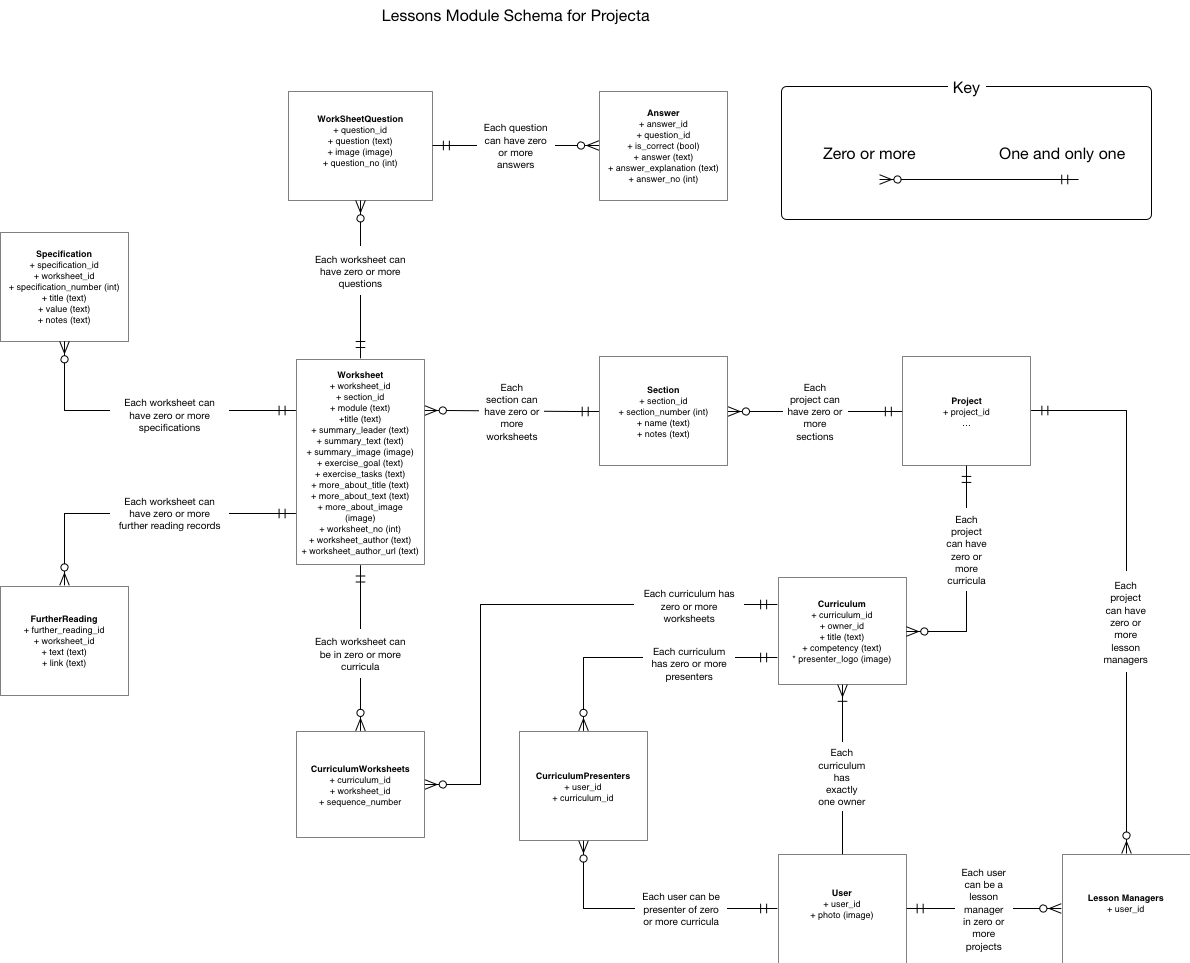 Lessons Module Schema for Projecta
Key
Zero or more
One and only one
WorkSheetQuestion
+ question_id
+ question (text)
+ image (image)
+ question_no (int)
Each question
can have zero
or more
answers
Answer
+ answer_id
+ question_id
+ is_correct (bool)
+ answer (text)
+ answer_explanation (text)
+ answer_no (int)
Each worksheet can
have zero or more
questions
Specification
+ specification_id
+ worksheet_id
+ specification_number (int)
+ title (text)
+ value (text)
+ notes (text)
Each worksheet can
have zero or more
specifications
Worksheet
+ worksheet_id
+ section_id
+ module (text)
+title (text)
+ summary_leader (text)
+ summary_text (text)
+ summary_image (image)
+ exercise_goal (text)
+ exercise_tasks (text)
+ more_about_title (text)
+ more_about_text (text)
+ more_about_image
(image)
+ worksheet_no (int)
+ worksheet_author (text)
+ worksheet_author_url (text)
Each
section can
have zero or
more
worksheets
Section
+ section_id
+ section_number (int)
+ name (text)
+ notes (text)
Each
project can
have zero or
more
sections
Project
+ project_id
...
Each worksheet can
have zero or more
further reading records
FurtherReading
+ further_reading_id
+ worksheet_id
+ text (text)
+ link (text)
Each
project
can have
zero or
more
curricula
Each
project
can have
zero or
more
lesson
managers
Each worksheet can
be in zero or more
curricula
Each curriculum has
zero or more
worksheets
Each curriculum
has zero or more
presenters
Curriculum
+ curriculum_id
+ owner_id
+ title (text)
+ competency (text)
* presenter_logo (image)
CurriculumWorksheets
+ curriculum_id
+ worksheet_id
+ sequence_number
CurriculumPresenters
+ user_id
+ curriculum_id
Each
curriculum
has
exactly
one owner
Each user can be
presenter of zero
or more curricula
User
+ user_id
+ photo (image)
Each user
can be a
lesson
manager
in zero or
more
projects
Lesson Managers
+ user_id